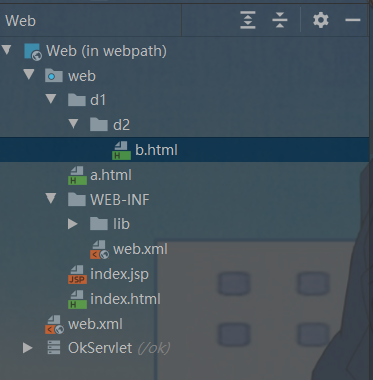 Web
Web (in webpath)
web
d1
d2
b.html
a.html
WEB-INF
lib
web.xml
index.jsp
index.html
web.xml
OkServlet (/ok)